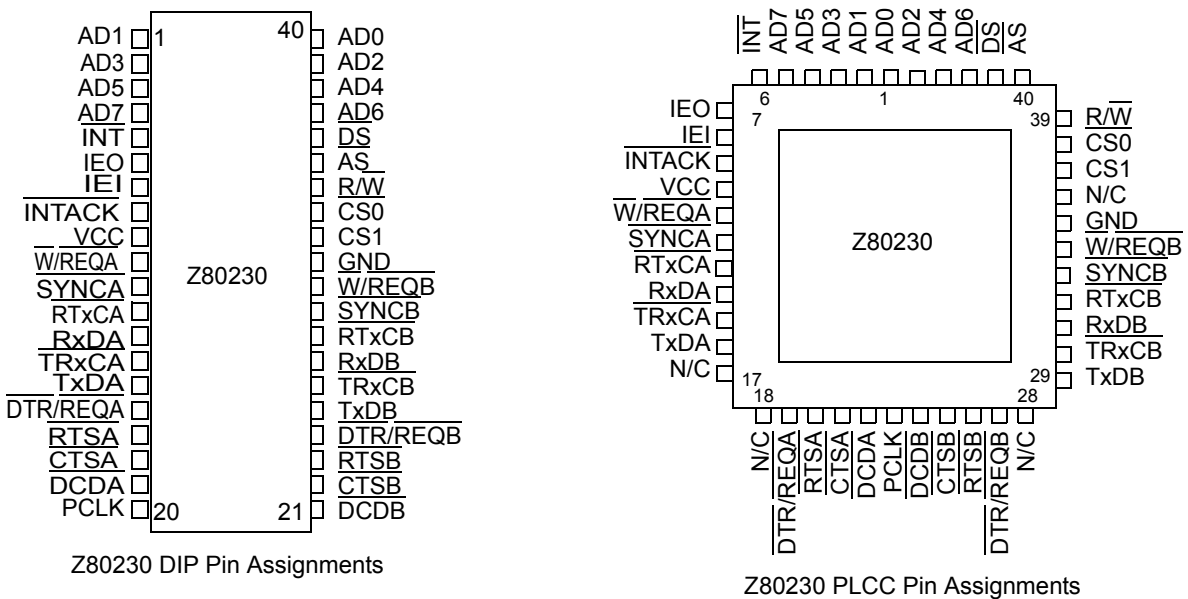 AD1 1 40 AD0
AD3 AD2
AD5 AD4
AD7 AD6
INT DS
IEO AS
IEI R/W
INTACK CS0
VCC CS1
W/REQA GND
SYNCA W/REQB
RTxCA SYNCB
RxDA RTxCB
TRxCA RxDB
TxDA TRxCB
DTR/REQA TxDB
RTSA DTR/REQB
CTSA RTSB
DCDA CTSB
PCLK 20 21 DCDB
Z80230
Z80230 DIP Pin Assignments
INT AD7 AD5 AD3 AD1 AD0 AD2 AD4 AD6 DS AS
6 1 40
IEO 7 39 R/W
IEI CS0
INTACK CS1
VCC N/C
W/REQA GND
SYNCA W/REQB
RTxCA SYNCB
RxDA RTxCB
TRxCA RxDB
TxDA TRxCB
N/C 17 29 TxDB
18 28
Z80230
N/C DTR/REQA RTSA CTSA DCDA PCLK DCDB CTSB RTSB DTR/REQB N/C
Z80230 PLCC Pin Assignments